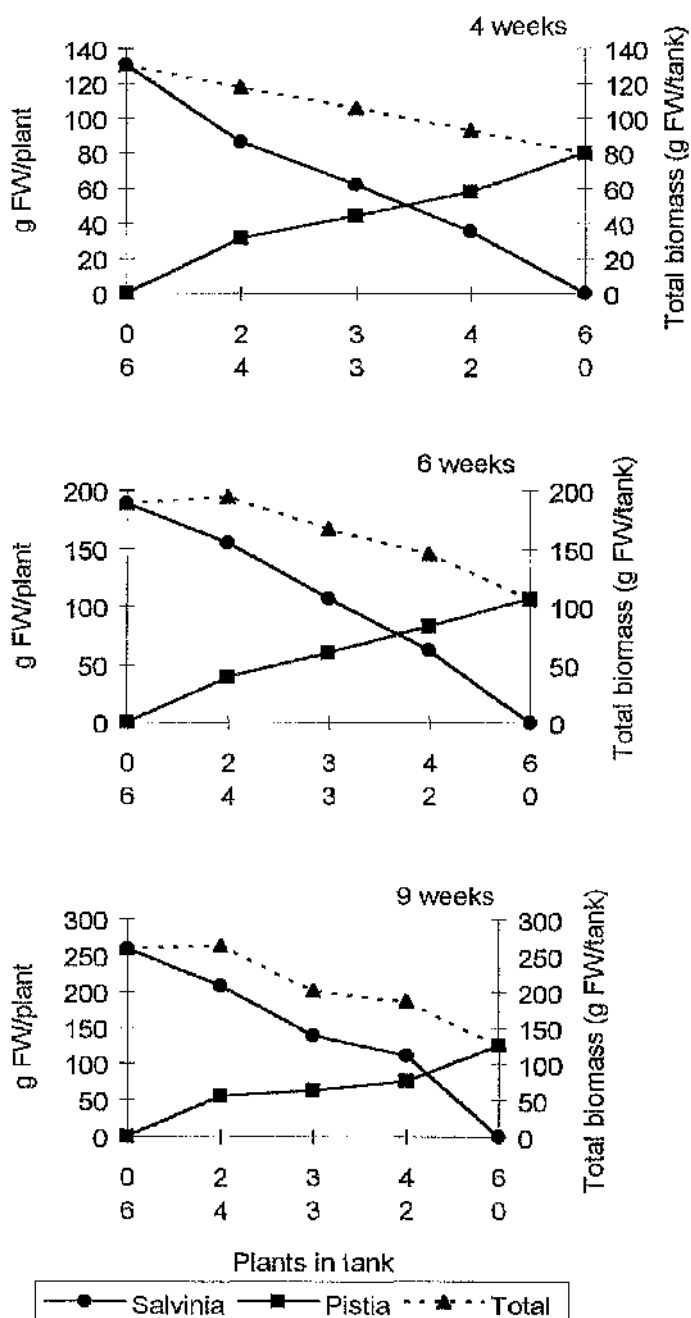 4 weeks
140 140
120 120
100 100
80 80
60 60
40 40
20 20
0 0
g FW/plant
Total biomass (g FW/tank)
0 2 3 4 6
6 4 3 2 0
6 weeks
200 200
150 150
100 100
50 50
0 0
g FW/plant
Total biomass (g FW/tank)
0 2 3 4 6
6 4 3 2 0
9 weeks
300 300
250 250
200 200
150 150
100 100
50 50
0 0
g FW/plant
Total biomass (g FW/tank)
0 2 3 4 6
6 4 3 2 0
Plants in tank
Salvinia Pistia Total